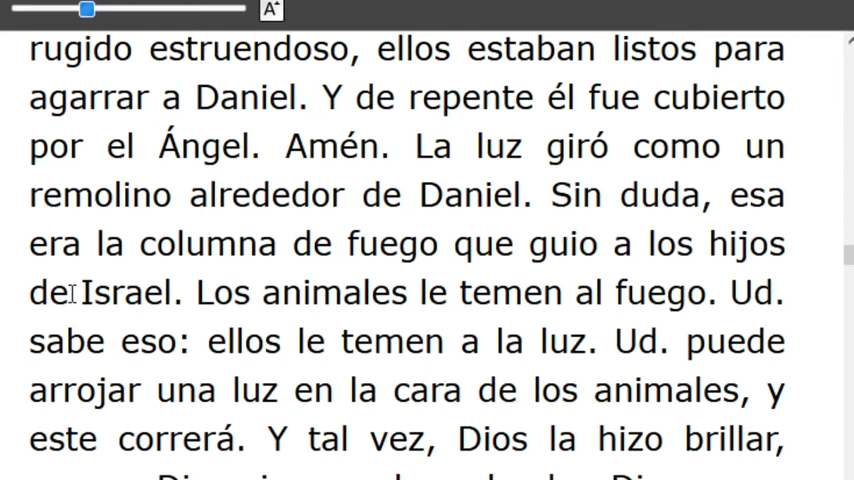 A
rugido estruendoso, ellos estaban listos para
agarrar a Daniel. Y de repente él fue cubierto
por el Ángel. Amén. La luz giró como un
remolino alrededor de Daniel. Sin duda, esa
era la columna de fuego que guio a los hijos
de Israel. Los animales le temen al fuego. Ud.
sabe eso: ellos le temen a la luz. Ud. puede
arrojar una luz en la cara de los animales, y
este correrá. Y tal vez, Dios la hizo brillar,